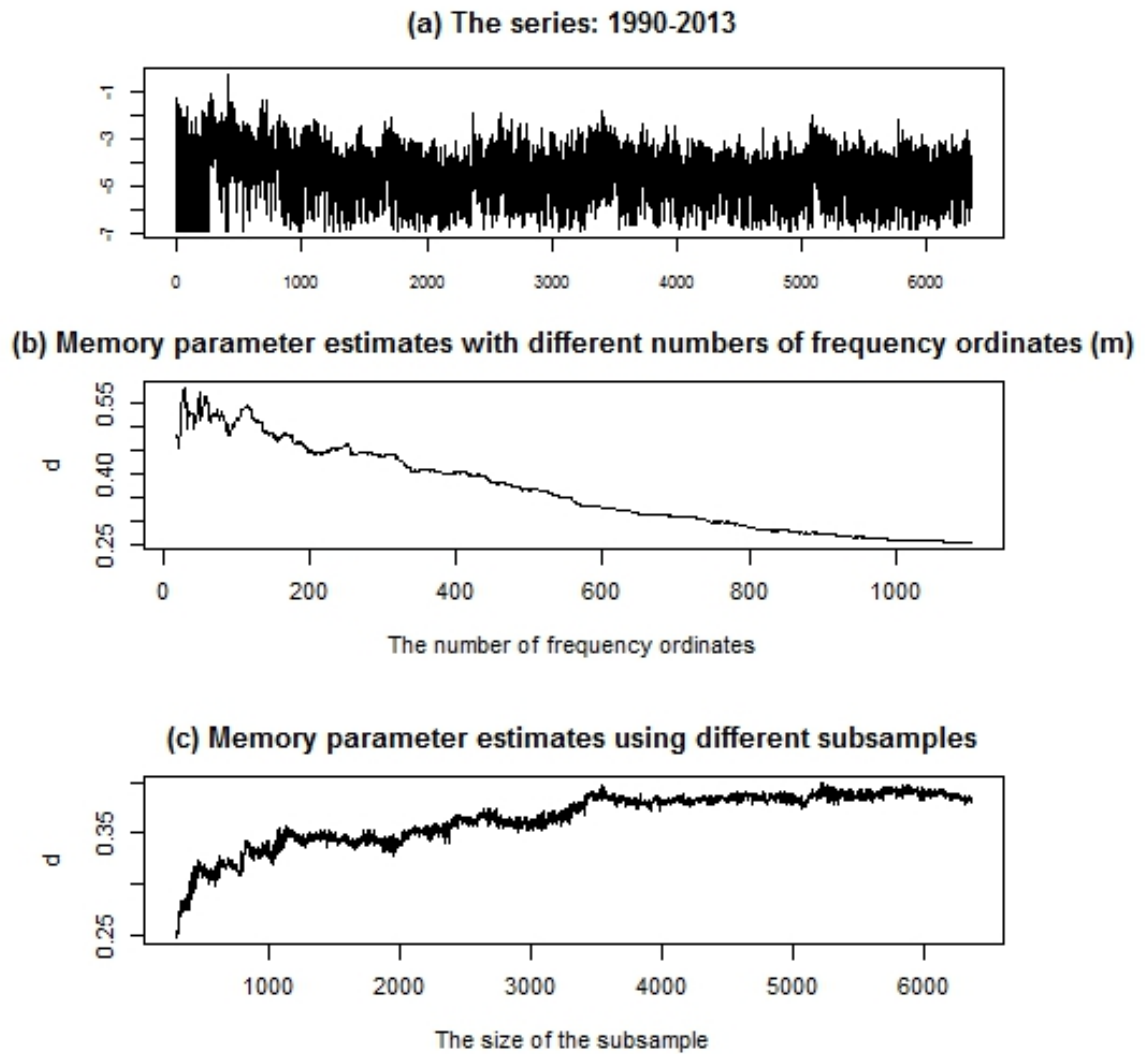 (a) The series: 1990-2013
-1
-3
-5
-7
0 1000 2000 3000 4000 5000 6000
(b) Memory parameter estimates with different numbers of frequency ordinates (m)
0.55
d
0.40
0.25
0 200 400 600 800 1000
The number of frequency ordinates
(c) Memory parameter estimates using different subsamples
0.35
d
0.25
1000 2000 3000 4000 5000 6000
The size of the subsample